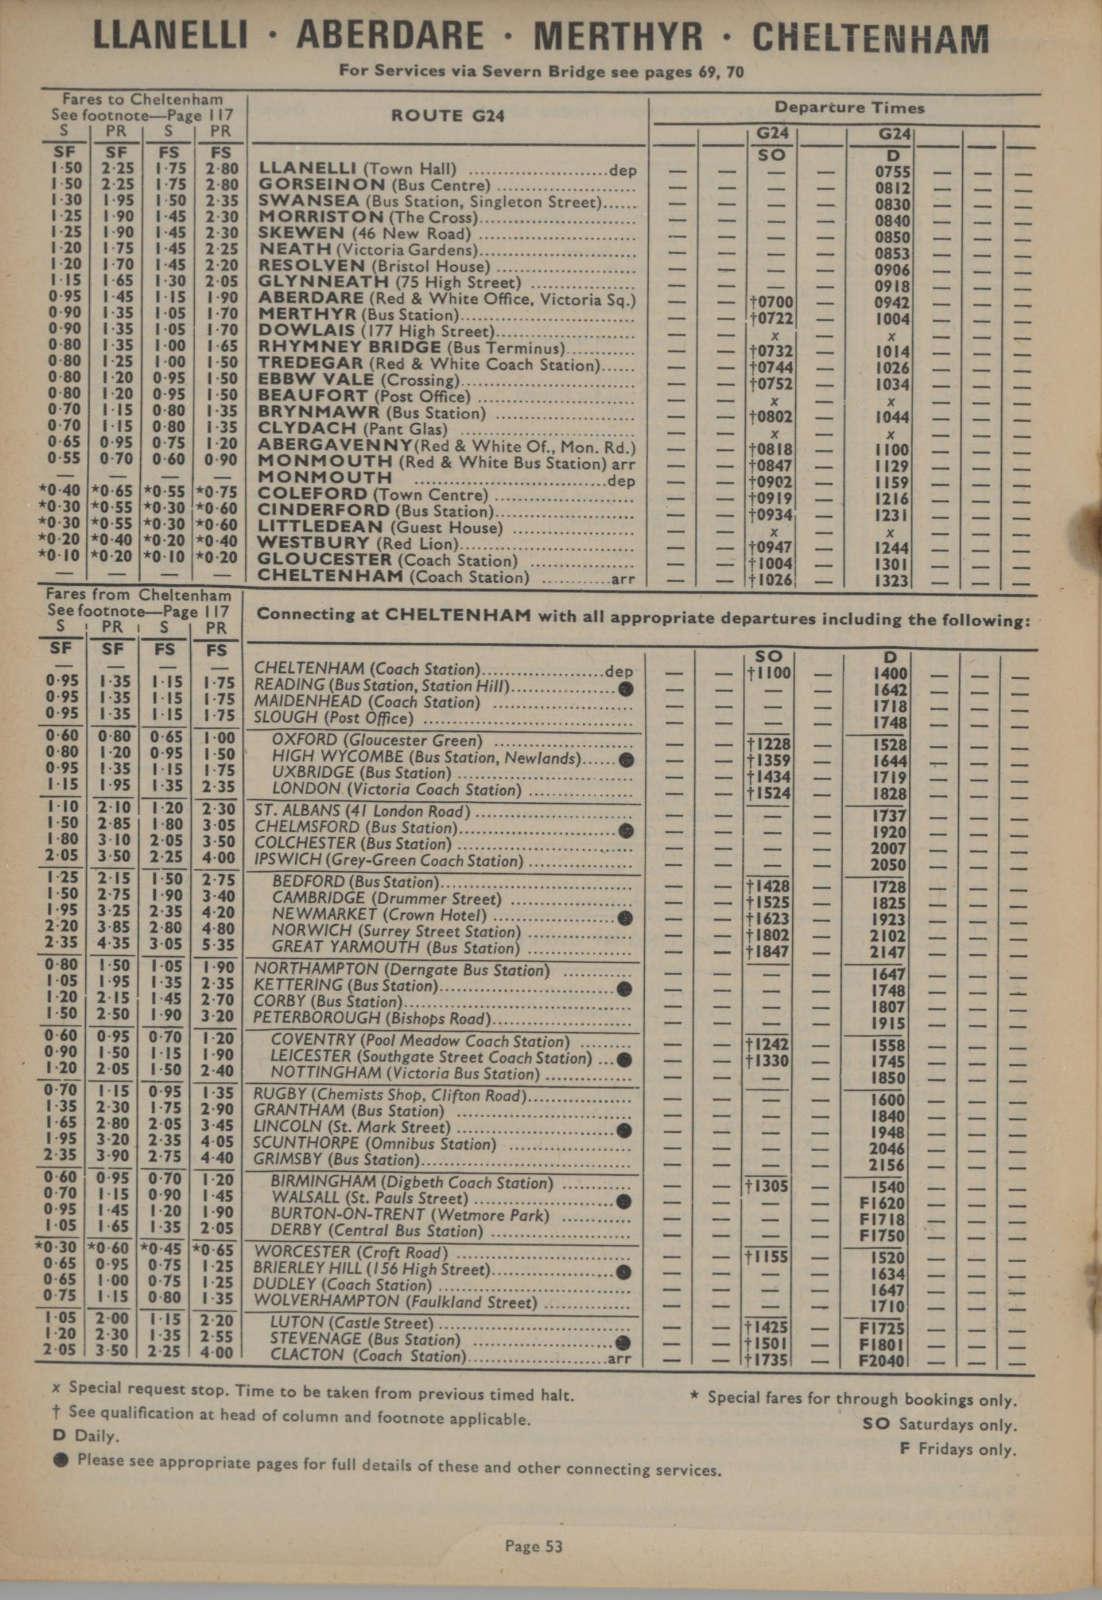 LLANELLI · ABERDARE · MERTHYR · CHELTENHAM
For Services via Severn Bridge see pages 69, 70
Fares to Cheltenham
See footnote—Page 117
ROUTE G24
Departure Times
S PR S PR G24 G24
SF SF FS FS SO D
1·50 2·25 1·75 2·80 LLANELLI (Town Hall) ........................dep — — — — 0755 — — —
1·50 2·25 1·75 2·80 GORSEINON (Bus Centre) ........................ — — — — 0812 — — —
1·30 1·95 1·50 2·35 SWANSEA (Bus Station, Singleton Street)...... — — — — 0830 — — —
1·25 1·90 1·45 2·30 MORRISTON (The Cross)........................... — — — — 0840 — — —
1·25 1·90 1·45 2·30 SKEWEN (46 New Road) ........................... — — — — 0850 — — —
1·20 1·75 1·45 2·25 NEATH (Victoria Gardens)........................... — — — — 0853 — — —
1·20 1·70 1·45 2·20 RESOLVEN (Bristol House) ........................ — — — — 0906 — — —
1·15 1·65 1·30 2·05 GLYNNEATH (75 High Street) .................. — — — — 0918 — — —
0·95 1·45 1·15 1·90 ABERDARE (Red & White Office, Victoria Sq.) — — †0700 — 0942 — — —
0·90 1·35 1·05 1·70 MERTHYR (Bus Station)........................... — — †0722 — 1004 — — —
0·90 1·35 1·05 1·70 DOWLAIS (177 High Street)........................ — — x — x — — —
0·80 1·35 1·00 1·65 RHYMNEY BRIDGE (Bus Terminus)............ — — †0732 — 1014 — — —
0·80 1·25 1·00 1·50 TREDEGAR (Red & White Coach Station)...... — — †0744 — 1026 — — —
0·80 1·20 0·95 1·50 EBBW VALE (Crossing)........................... — — †0752 — 1034 — — —
0·80 1·20 0·95 1·50 BEAUFORT (Post Office) ........................ — — x — x — — —
0·70 1·15 0·80 1·35 BRYNMAWR (Bus Station) ........................ — — †0802 — 1044 — — —
0·70 1·15 0·80 1·35 CLYDACH (Pant Glas) ........................... — — x — x — — —
0·65 0·95 0·75 1·20 ABERGAVENNY(Red & White Of., Mon. Rd.) — — †0818 — 1100 — — —
0·55 0·70 0·60 0·90 MONMOUTH (Red & White Bus Station) arr — — †0847 — 1129 — — —
— — — — MONMOUTH ........................dep — — †0902 — 1159 — — —
*0·40 *0·65 *0·55 *0·75 COLEFORD (Town Centre) ........................ — — †0919 — 1216 — — —
*0·30 *0·55 *0·30 *0·60 CINDERFORD (Bus Station)........................ — — †0934 — 1231 — — —
*0·30 *0·55 *0·30 *0·60 LITTLEDEAN (Guest House) ..................... — — x — x — — —
*0·20 *0·40 *0·20 *0·40 WESTBURY (Red Lion)........................... — — †0947 — 1244 — — —
*0·10 *0·20 *0·10 *0·20 GLOUCESTER (Coach Station) .................. — — †1004 — 1301 — — —
— — — — CHELTENHAM (Coach Station) ............arr — — †1026 — 1323 — — —
Fares from Cheltenham
See footnote—Page 117
Connecting at CHELTENHAM with all appropriate departures including the following:
S PR S PR
SF SF FS FS SO D
— — — — CHELTENHAM (Coach Station)......................dep — — †1100 — 1400 — — —
0·95 1·35 1·15 1·75 READING (Bus Station, Station Hill)..................● — — — — 1642 — — —
0·95 1·35 1·15 1·75 MAIDENHEAD (Coach Station) ..................... — — — — 1718 — — —
0·95 1·35 1·15 1·75 SLOUGH (Post Office) .............................. — — — — 1748 — — —
0·60 0·80 0·65 1·00 OXFORD (Gloucester Green) ..................... — — †1228 — 1528 — — —
0·80 1·20 0·95 1·50 HIGH WYCOMBE (Bus Station, Newlands)......● — — †1359 — 1644 — — —
0·95 1·35 1·15 1·75 UXBRIDGE (Bus Station) ........................... — — †1434 — 1719 — — —
1·15 1·95 1·35 2·35 LONDON (Victoria Coach Station) .................. — — †1524 — 1828 — — —
1·10 2·10 1·20 2·30 ST. ALBANS (41 London Road) ..................... — — — — 1737 — — —
1·50 2·85 1·80 3·05 CHELMSFORD (Bus Station)........................● — — — — 1920 — — —
1·80 3·10 2·05 3·50 COLCHESTER (Bus Station) ........................ — — — — 2007 — — —
2·05 3·50 2·25 4·00 IPSWICH (Grey-Green Coach Station) ............... — — — — 2050 — — —
1·25 2·15 1·50 2·75 BEDFORD (Bus Station)........................... — — †1428 — 1728 — — —
1·50 2·75 1·90 3·40 CAMBRIDGE (Drummer Street) .................. — — †1525 — 1825 — — —
1·95 3·25 2·35 4·20 NEWMARKET (Crown Hotel) .....................● — — †1623 — 1923 — — —
2·20 3·85 2·80 4·80 NORWICH (Surrey Street Station) ............... — — †1802 — 2102 — — —
2·35 4·35 3·05 5·35 GREAT YARMOUTH (Bus Station) ............... — — †1847 — 2147 — — —
0·80 1·50 1·05 1·90 NORTHAMPTON (Derngate Bus Station) ............ — — — — 1647 — — —
1·05 1·95 1·35 2·35 KETTERING (Bus Station)...........................● — — — — 1748 — — —
1·20 2·15 1·45 2·70 CORBY (Bus Station)................................. — — — — 1807 — — —
1·50 2·50 1·90 3·20 PETERBOROUGH (Bishops Road)..................... — — — — 1915 — — —
0·60 0·95 0·70 1·20 COVENTRY (Pool Meadow Coach Station) ......... — — †1242 — 1558 — — —
0·90 1·50 1·15 1·90 LEICESTER (Southgate Street Coach Station) ...● — — †1330 — 1745 — — —
1·20 2·05 1·50 2·40 NOTTINGHAM (Victoria Bus Station) ............ — — — — 1850 — — —
0·70 1·15 0·95 1·35 RUGBY (Chemists Shop, Clifton Road).................. — — — — 1600 — — —
1·35 2·30 1·75 2·90 GRANTHAM (Bus Station) ........................ — — — — 1840 — — —
1·65 2·80 2·05 3·45 LINCOLN (St. Mark Street) ........................● — — — — 1948 — — —
1·95 3·20 2·35 4·05 SCUNTHORPE (Omnibus Station) .................. — — — — 2046 — — —
2·35 3·90 2·75 4·40 GRIMSBY (Bus Station).............................. — — — — 2156 — — —
0·60 0·95 0·70 1·20 BIRMINGHAM (Digbeth Coach Station) ............ — — †1305 — 1540 — — —
0·70 1·15 0·90 1·45 WALSALL (St. Pauls Street) .....................● — — — — F1620 — — —
0·95 1·45 1·20 1·90 BURTON-ON-TRENT (Wetmore Park) ............ — — — — F1718 — — —
1·05 1·65 1·35 2·05 DERBY (Central Bus Station) ..................... — — — — F1750 — — —
*0·30 *0·60 *0·45 *0·65 WORCESTER (Croft Road) ........................ — — †1155 — 1520 — — —
0·65 0·95 0·75 1·25 BRIERLEY HILL (156 High Street)..................● — — — — 1634 — — —
0·65 1·00 0·75 1·25 DUDLEY (Coach Station) ........................... — — — — 1647 — — —
0·75 1·15 0·80 1·35 WOLVERHAMPTON (Faulkland Street) ............ — — — — 1710 — — —
1·05 2·00 1·15 2·20 LUTON (Castle Street) ........................... — — †1425 — F1725 — — —
1·20 2·30 1·35 2·55 STEVENAGE (Bus Station) .....................● — — †1501 — F1801 — — —
2·05 3·50 2·25 4·00 CLACTON (Coach Station)........................arr — — †1735 — F2040 — — —
x Special request stop. Time to be taken from previous timed halt.
* Special fares for through bookings only.
† See qualification at head of column and footnote applicable.
SO Saturdays only.
D Daily.
F Fridays only.
● Please see appropriate pages for full details of these and other connecting services.
Page 53